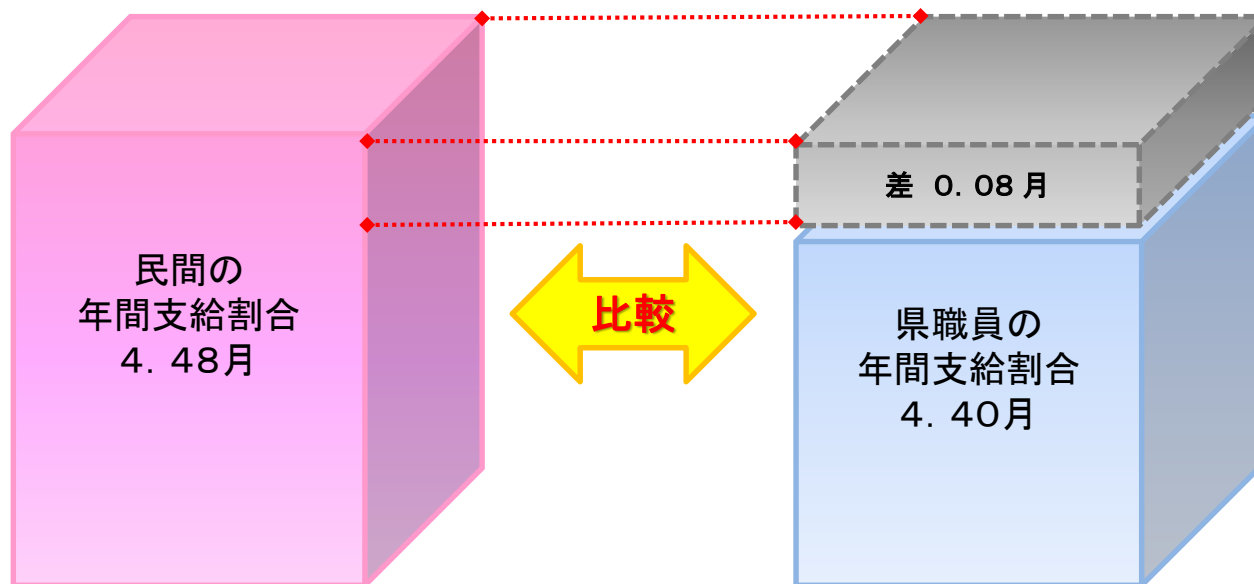 民間の
年間支給割合
４．４８月
比較
差 ０．０８月
県職員の
年間支給割合
４．４０月